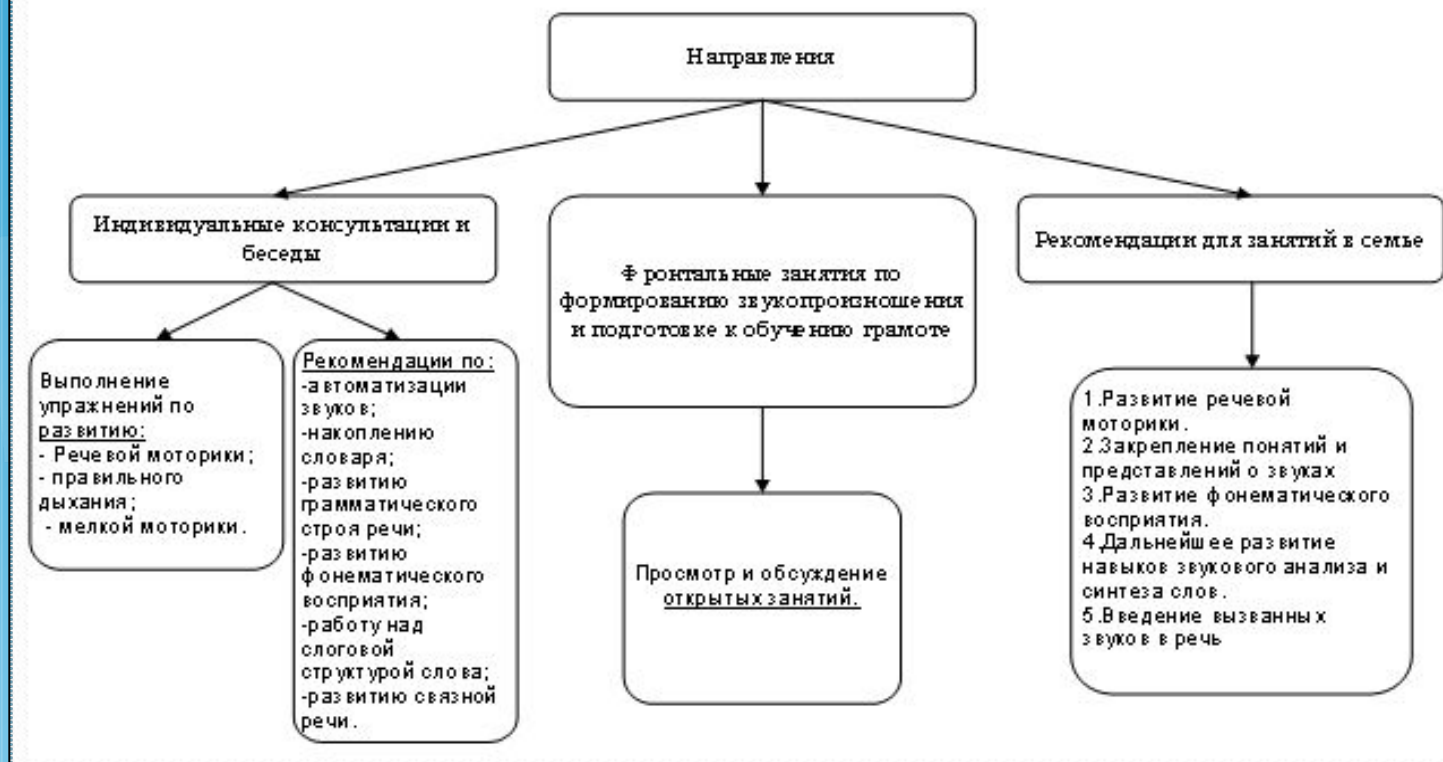 Направления
Индивидуальные консультации и
беседы
Фронтальные занятия по
формированию звукопроизношения
и подготовке к обучению грамоте
Рекомендации для занятий в семье
Выполнение
упражнений по
развитию:
- Речевой моторики;
- правильного
дыхания;
- мелкой моторики.
Рекомендации по:
-автоматизации
звуков;
-накоплению
словаря;
-развитию
грамматического
строя речи;
-развитию
фонематического
восприятия;
-работу над
слоговой
структурой слова;
-развитию связной
речи.
Просмотр и обсуждение
открытых занятий.
1.Развитие речевой
моторики.
2.Закрепление понятий и
представлений о звуках
3.Развитие фонематического
восприятия.
4.Дальнейшее развитие
навыков звукового анализа и
синтеза слов.
5.Введение вызванных
звуков в речь